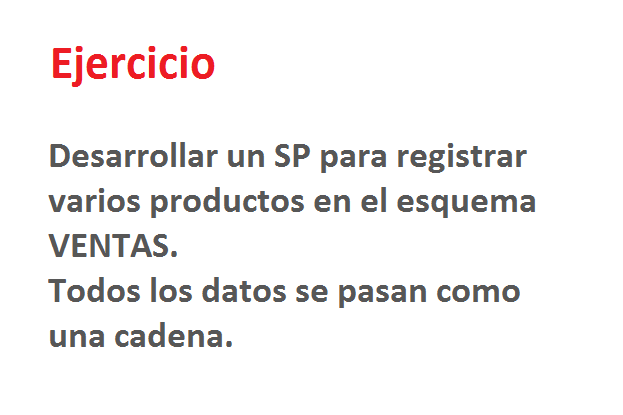 Ejercicio
Desarrollar un SP para registrar
varios productos en el esquema
VENTAS.
Todos los datos se pasan como
una cadena.